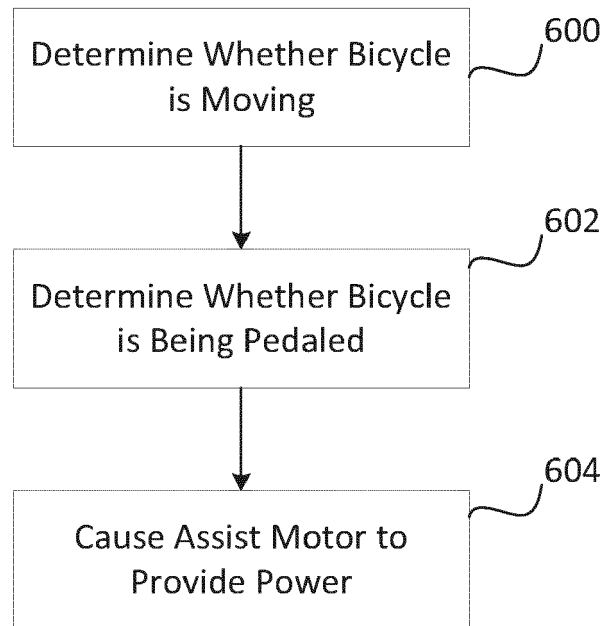 600
Determine Whether Bicycle
is Moving
602
Determine Whether Bicycle
is Being Pedaled
604
Cause Assist Motor to
Provide Power